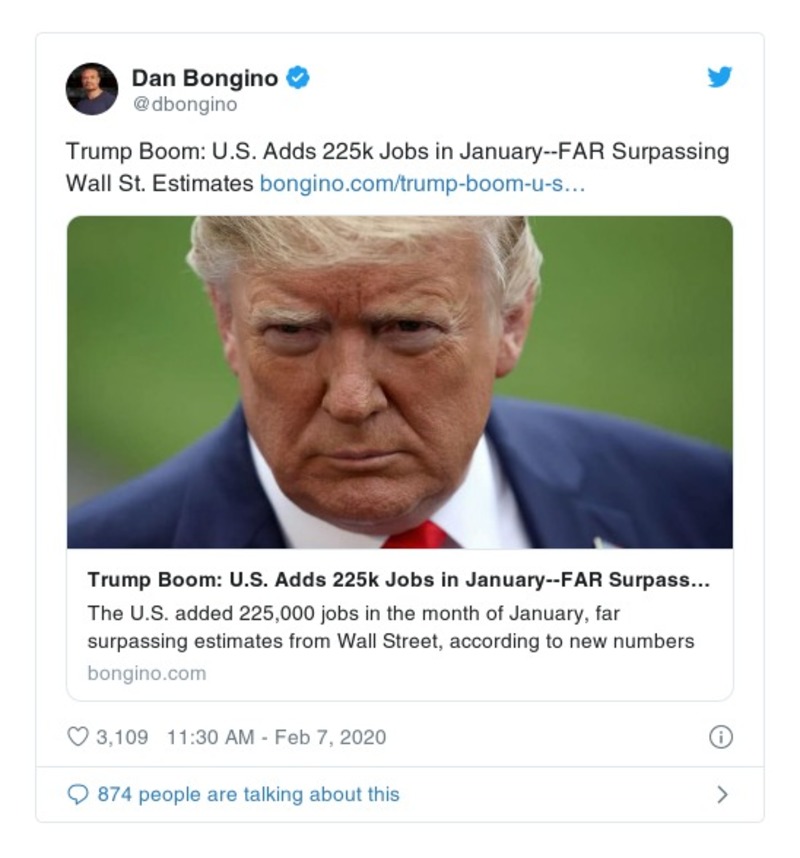 Dan Bongino
@dbongino
Trump Boom: U.S. Adds 225k Jobs in January--FAR Surpassing
Wall St. Estimates bongino.com/trump-boom-u-s…
Trump Boom: U.S. Adds 225k Jobs in January--FAR Surpass...
The U.S. added 225,000 jobs in the month of January, far
surpassing estimates from Wall Street, according to new numbers
bongino.com
3,109 11:30 AM - Feb 7, 2020
874 people are talking about this